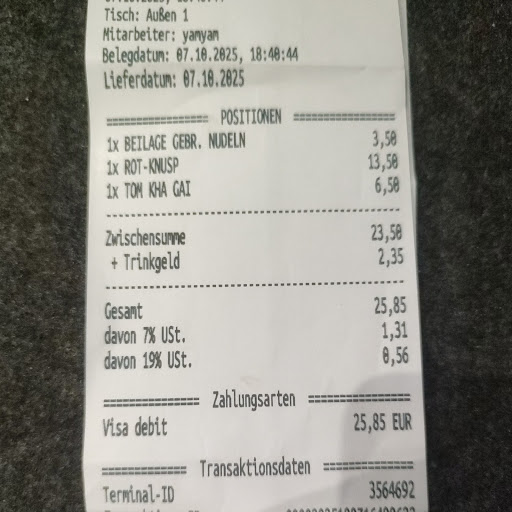 Tisch: Außen 1
Mitarbeiter: yamyam
Belegdatum: 07.10.2025, 18:40:44
Lieferdatum: 07.10.2025
================= POSITIONEN =================
1x BEILAGE GEBR. NUDELN 3,50
1x ROT-KNUSP 13,50
1x TOM KHA GAI 6,50
Zwischensumme 23,50
+ Trinkgeld 2,35
Gesamt 25,85
davon 7% USt. 1,31
davon 19% USt. 0,56
=============== Zahlungsarten ===============
Visa debit 25,85 EUR
============= Transaktionsdaten =============
Terminal-ID 3564692